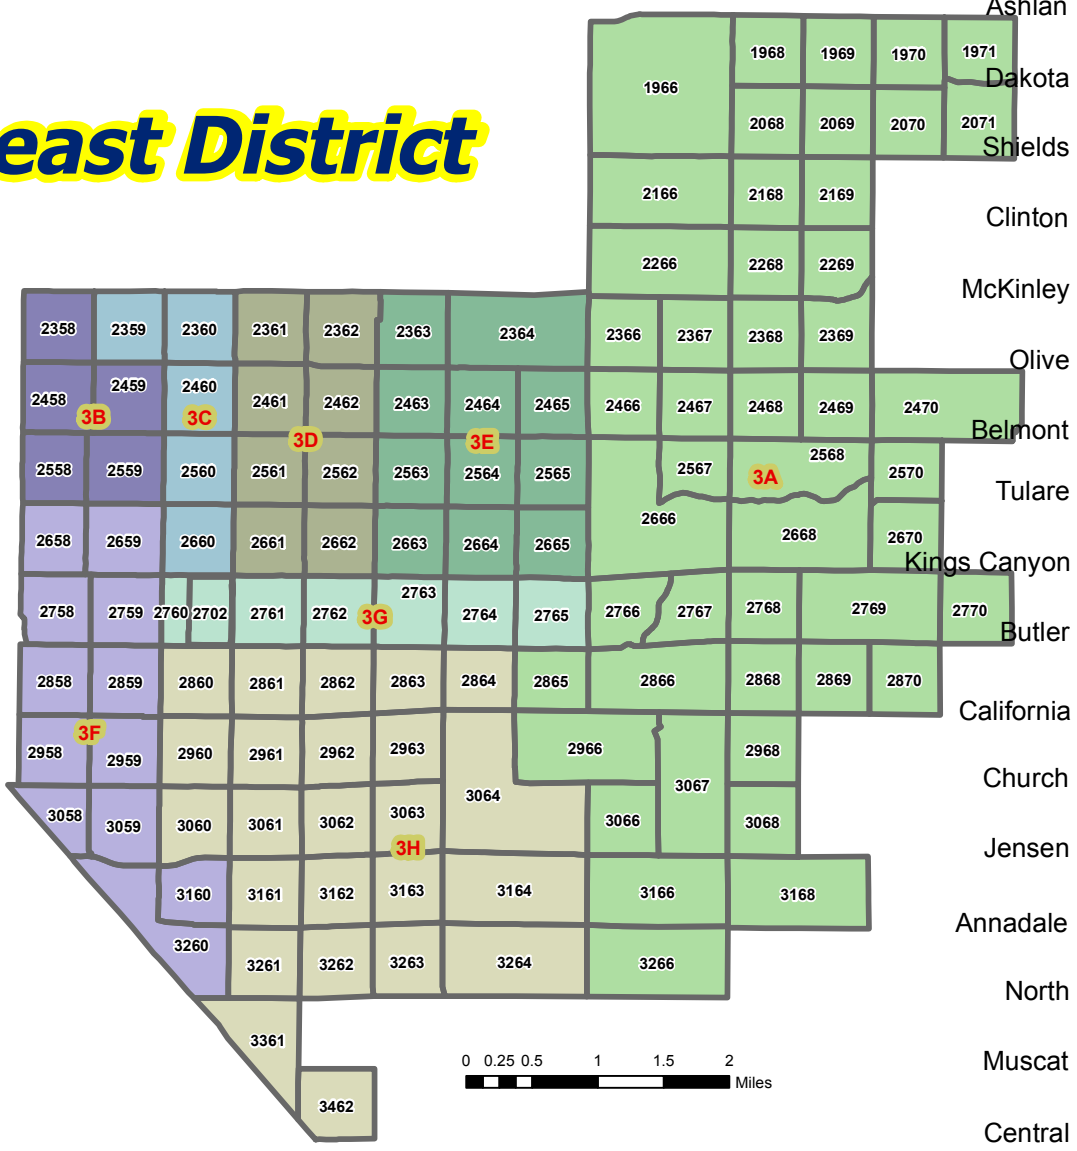 Ashlan
1968 1969 1970 1971
Dakota
1966
east District
2068 2069 2070 2071
Shields
2166 2168 2169
Clinton
2266 2268 2269
McKinley
2358 2359 2360 2361 2362 2363 2364 2366 2367 2368 2369
Olive
2458 2459 2460 2461 2462 2463 2464 2465 2466 2467 2468 2469 2470
3B 3C
Belmont
3D 3E
2558 2559 2560 2561 2562 2563 2564 2565 2567 2568 2570
3A
Tulare
2658 2659 2660 2661 2662 2663 2664 2665 2666 2668 2670
Kings Canyon
2758 2759 2760 2702 2761 2762 2763 2764 2765 2766 2767 2768 2769 2770
3G
Butler
2858 2859 2860 2861 2862 2863 2864 2865 2866 2868 2869 2870
California
3F
2958 2959 2960 2961 2962 2963 2966 2968
Church
3064 3067
3058 3059 3060 3061 3062 3063 3066 3068
3H
Jensen
3160 3161 3162 3163 3164 3166 3168
Annadale
3260 3261 3262 3263 3264 3266
North
3361
0 0.25 0.5 1 1.5 2
Miles
Muscat
3462
Central